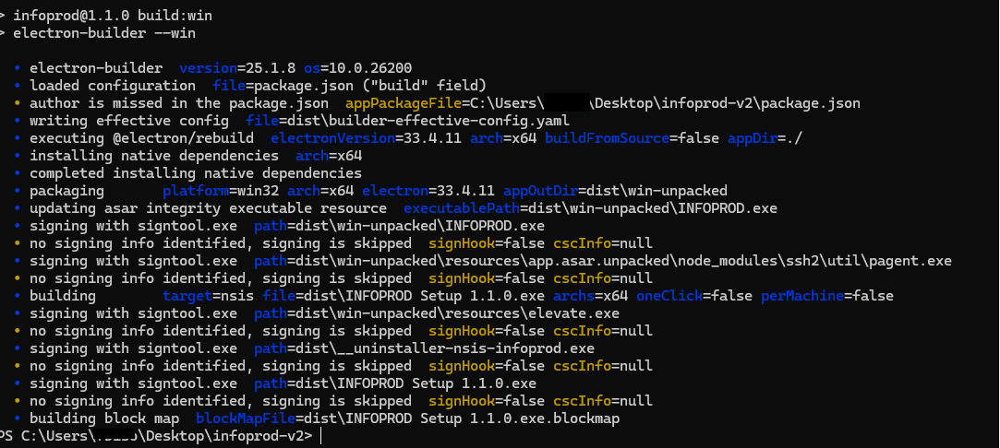 > infoprod@1.1.0 build:win
> electron-builder --win
• electron-builder version=25.1.8 os=10.0.26200
• loaded configuration file=package.json ("build" field)
• author is missed in the package.json appPackageFile=C:\Users\ \Desktop\infoprod-v2\package.json
• writing effective config file=dist\builder-effective-config.yaml
• executing @electron/rebuild electronVersion=33.4.11 arch=x64 buildFromSource=false appDir=./
• installing native dependencies arch=x64
• completed installing native dependencies
• packaging platform=win32 arch=x64 electron=33.4.11 appOutDir=dist\win-unpacked
• updating asar integrity executable resource executablePath=dist\win-unpacked\INFOPROD.exe
• signing with signtool.exe path=dist\win-unpacked\INFOPROD.exe
• no signing info identified, signing is skipped signHook=false cscInfo=null
• signing with signtool.exe path=dist\win-unpacked\resources\app.asar.unpacked\node_modules\ssh2\util\pagent.exe
• no signing info identified, signing is skipped signHook=false cscInfo=null
• building target=nsis file=dist\INFOPROD Setup 1.1.0.exe archs=x64 oneClick=false perMachine=false
• signing with signtool.exe path=dist\win-unpacked\resources\elevate.exe
• no signing info identified, signing is skipped signHook=false cscInfo=null
• signing with signtool.exe path=dist\__uninstaller-nsis-infoprod.exe
• no signing info identified, signing is skipped signHook=false cscInfo=null
• signing with signtool.exe path=dist\INFOPROD Setup 1.1.0.exe
• no signing info identified, signing is skipped signHook=false cscInfo=null
• building block map blockMapFile=dist\INFOPROD Setup 1.1.0.exe.blockmap
PS C:\Users\ \Desktop\infoprod-v2>